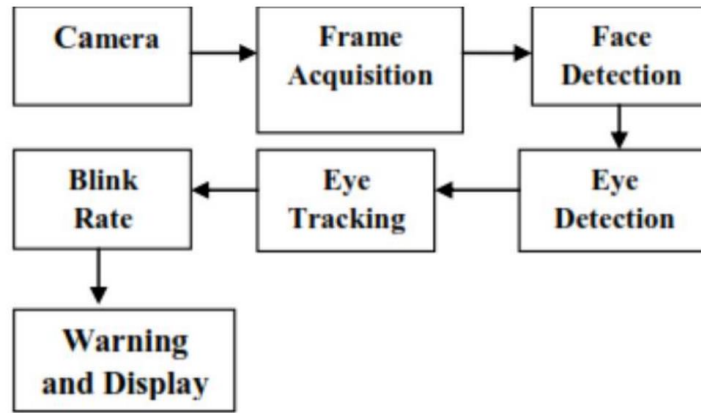 Camera
Frame
Acquisition
Face
Detection
Eye
Detection
Eye
Tracking
Blink
Rate
Warning
and Display